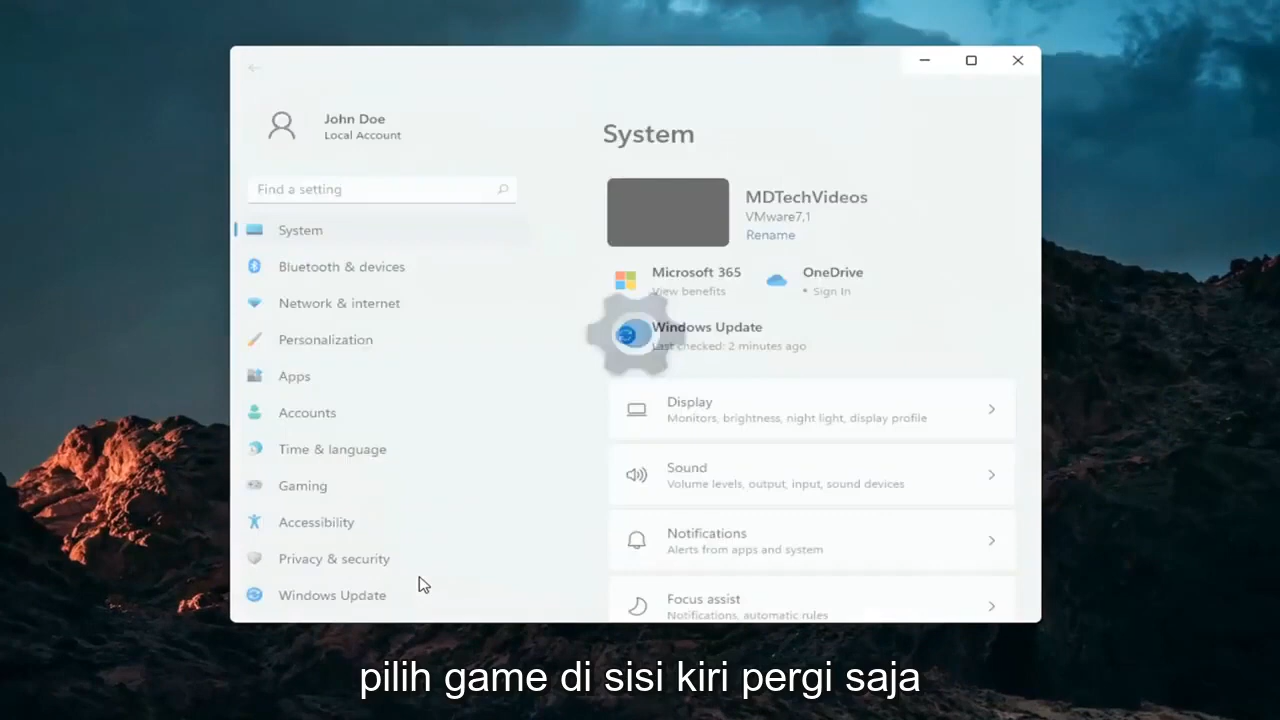 John Doe
Local Account
Find a setting
System
Bluetooth & devices
Network & internet
Personalization
Apps
Accounts
Time & language
Gaming
Accessibility
Privacy & security
Windows Update
System
MDTechVideos
VMware7,1
Rename
Microsoft 365
View benefits
OneDrive
• Sign In
Windows Update
Last checked: 2 minutes ago
Display
Monitors, brightness, night light, display profile
Sound
Volume levels, output, input, sound devices
Notifications
Alerts from apps and system
Focus assist
Notifications, automatic rules
pilih game di sisi kiri pergi saja